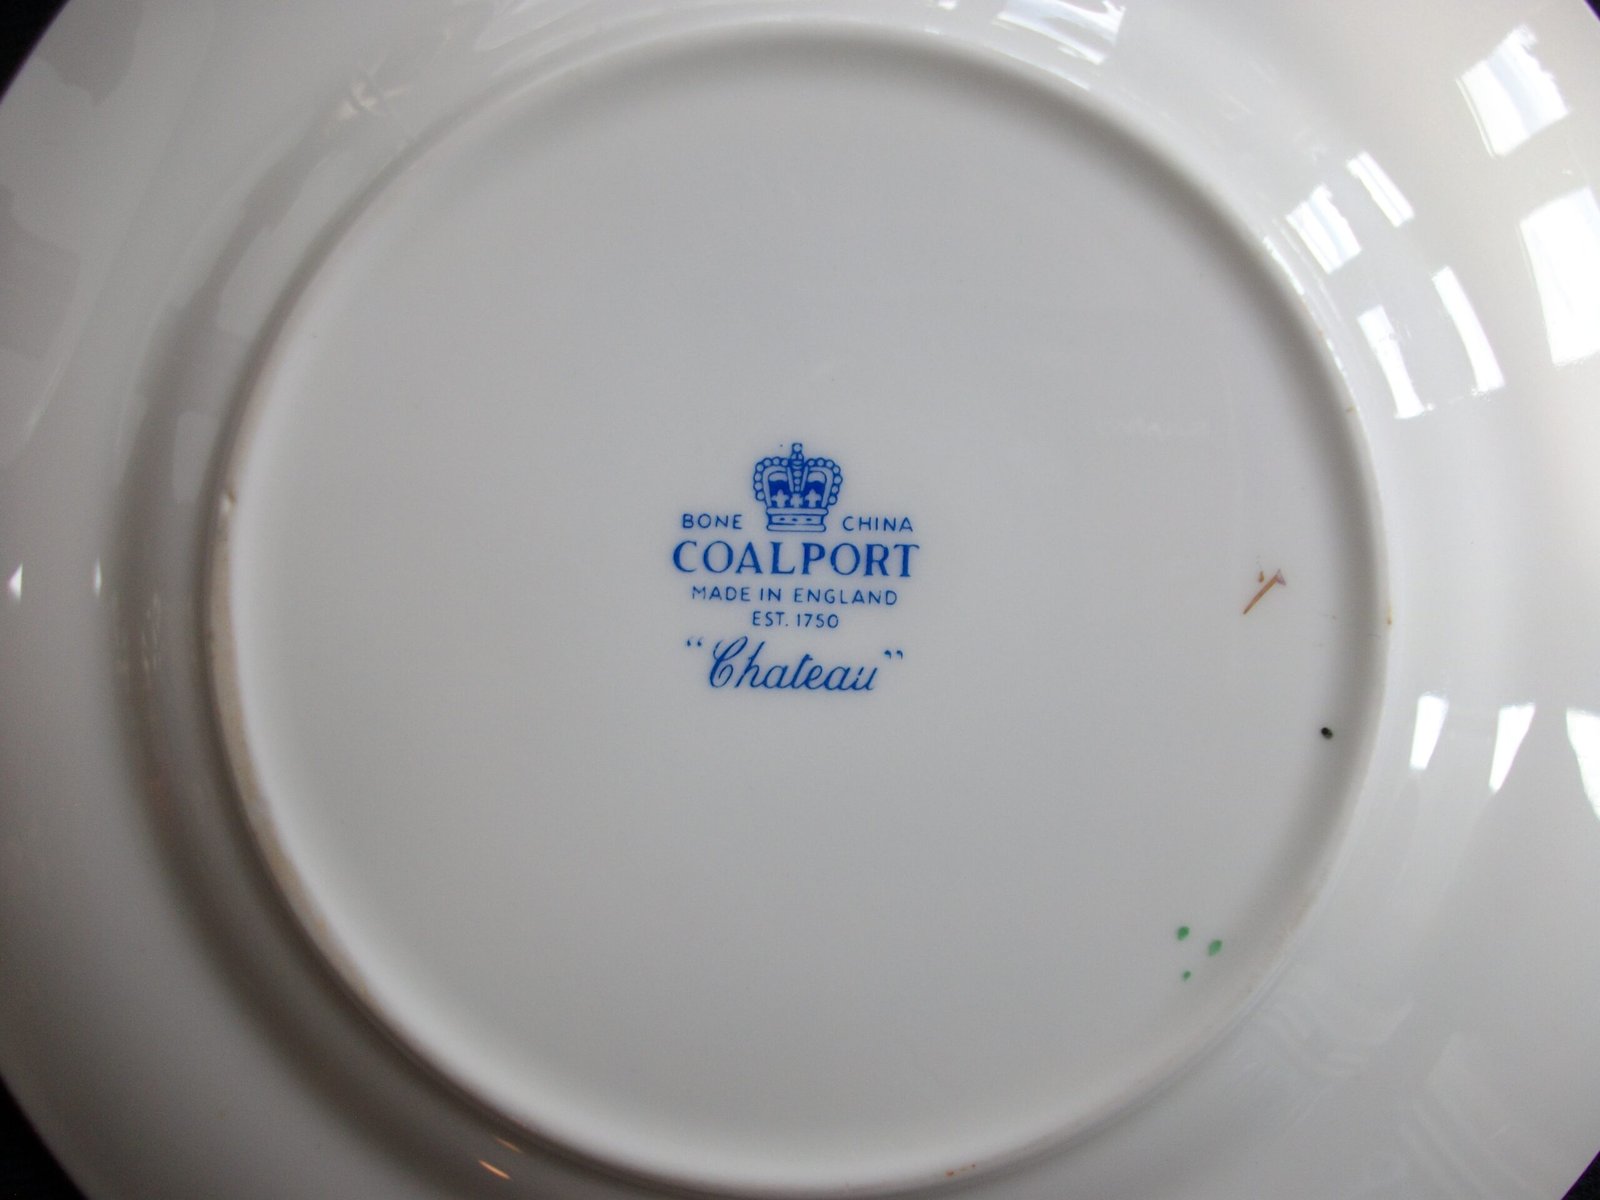 BONE CHINA
COALPORT
MADE IN ENGLAND
EST. 1750
"Chateau"